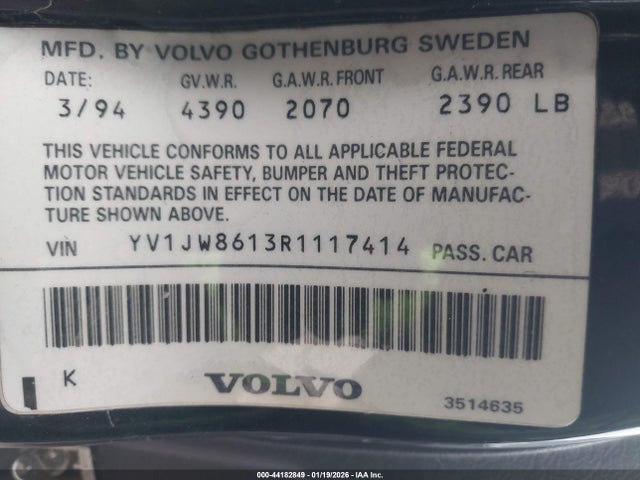 MFD. BY VOLVO GOTHENBURG SWEDEN
DATE: GV.W.R. G.A.W.R. FRONT G.A.W.R. REAR
3/94 4390 2070 2390 LB
THIS VEHICLE CONFORMS TO ALL APPLICABLE FEDERAL
MOTOR VEHICLE SAFETY, BUMPER AND THEFT PROTEC-
TION STANDARDS IN EFFECT ON THE DATE OF MANUFAC-
TURE SHOWN ABOVE.
VIN YV1JW8613R1117414 PASS. CAR
K VOLVO 3514635
000-44182849 | 01/19/2026 | IAA Inc.